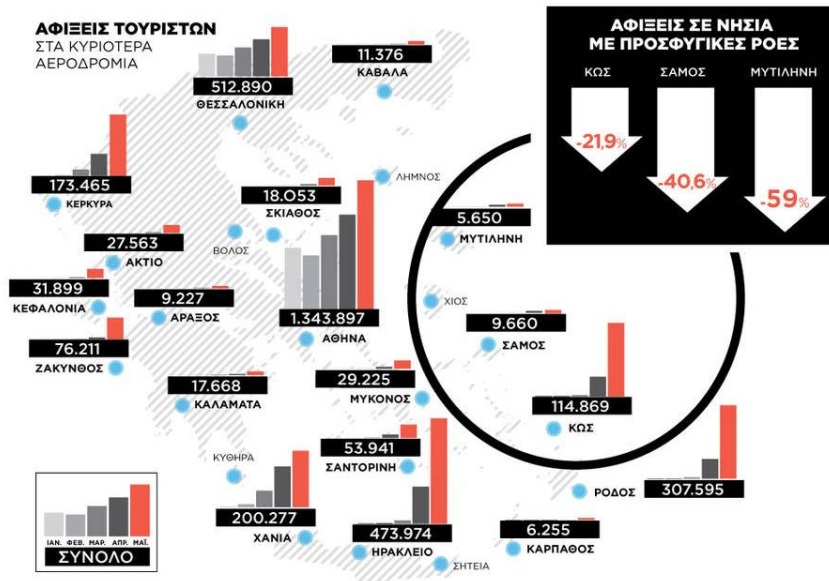 ΑΦΙΞΕΙΣ ΤΟΥΡΙΣΤΩΝ
ΣΤΑ ΚΥΡΙΟΤΕΡΑ
ΑΕΡΟΔΡΟΜΙΑ
512.890
ΘΕΣΣΑΛΟΝΙΚΗ
11.376
ΚΑΒΑΛΑ
ΑΦΙΞΕΙΣ ΣΕ ΝΗΣΙΑ
ΜΕ ΠΡΟΣΦΥΓΙΚΕΣ ΡΟΕΣ
ΚΩΣ ΣΑΜΟΣ ΜΥΤΙΛΗΝΗ
-21,9%
-40,6%
-59%
173.465
ΚΕΡΚΥΡΑ
18.053
ΣΚΙΑΘΟΣ
ΛΗΜΝΟΣ
5.650
ΜΥΤΙΛΗΝΗ
27.563
ΑΚΤΙΟ
ΒΟΛΟΣ
31.899
ΚΕΦΑΛΟΝΙΑ
9.227
ΑΡΑΞΟΣ
1.343.897
ΑΘΗΝΑ
ΧΙΟΣ
9.660
ΣΑΜΟΣ
76.211
ΖΑΚΥΝΘΟΣ
17.668
ΚΑΛΑΜΑΤΑ
29.225
ΜΥΚΟΝΟΣ
114.869
ΚΩΣ
53.941
ΣΑΝΤΟΡΙΝΗ
ΚΥΘΗΡΑ
200.277
ΧΑΝΙΑ
473.974
ΗΡΑΚΛΕΙΟ
ΣΗΤΕΙΑ
6.255
ΚΑΡΠΑΘΟΣ
ΡΟΔΟΣ
307.595
ΙΑΝ. ΦΕΒ. ΜΑΡ. ΑΠΡ. ΜΑΪ.
ΣΥΝΟΛΟ